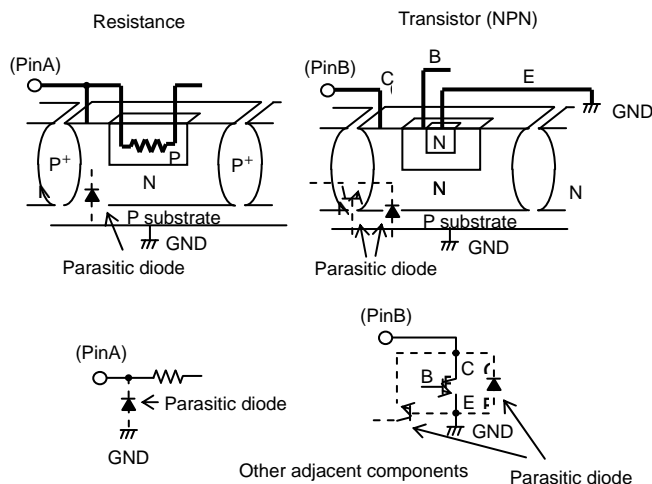 Resistance
Transistor (NPN)
(PinA)
(PinB)
B
C
E
GND
P
N
P+
N
P+
N
N
P substrate
P substrate
GND
GND
Parasitic diode
Parasitic diode
(PinB)
(PinA)
C
B
Parasitic diode
E
GND
GND
Other adjacent components
Parasitic diode